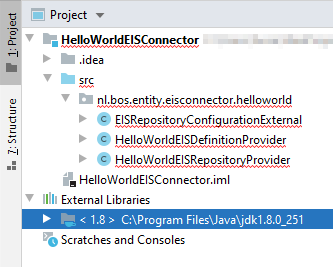 Project
1: Project
Z: Structure
HelloWorldEISConnector
.idea
src
nl.bos.entity.eisconnector.helloworld
EISRepositoryConfigurationExternal
HelloWorldEISDefinitionProvider
HelloWorldEISRepositoryProvider
HelloWorldEISConnector.iml
External Libraries
< 1.8 > C:\Program Files\Java\jdk1.8.0_251
Scratches and Consoles